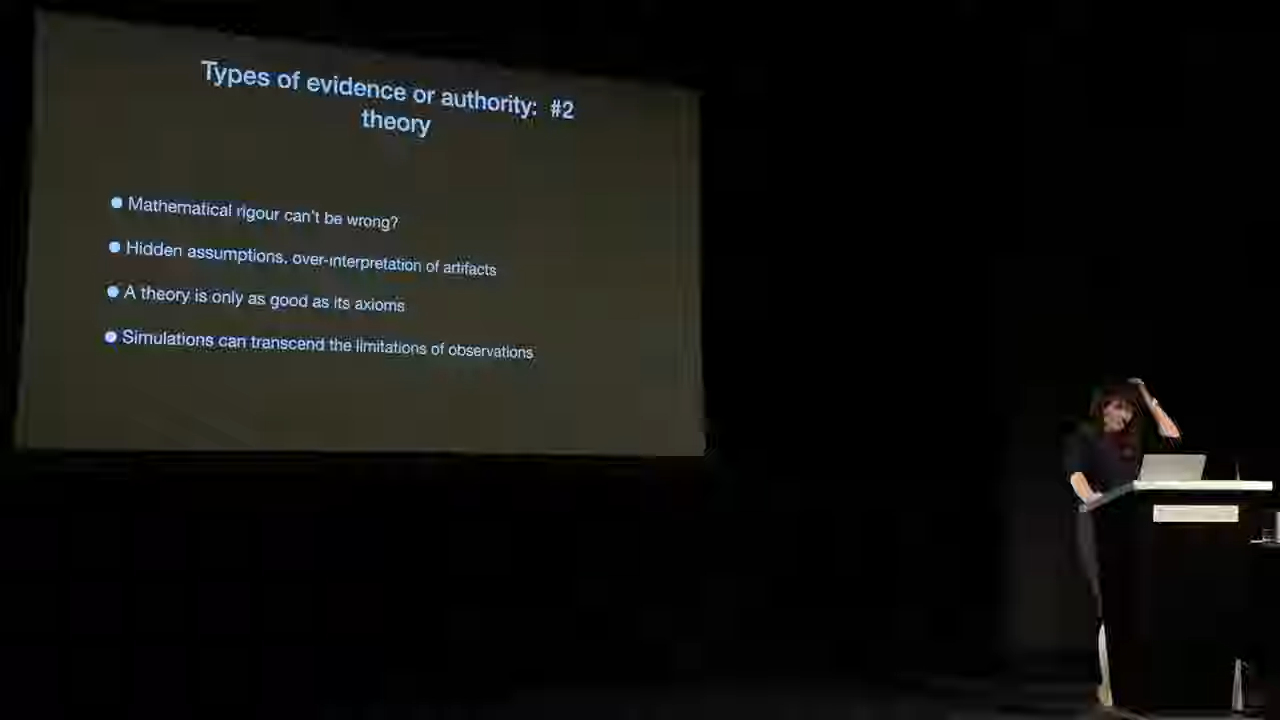 Types of evidence or authority: #2
theory
Mathematical rigour can't be wrong?
Hidden assumptions, over-interpretation of artifacts
A theory is only as good as its axioms
Simulations can transcend the limitations of observations